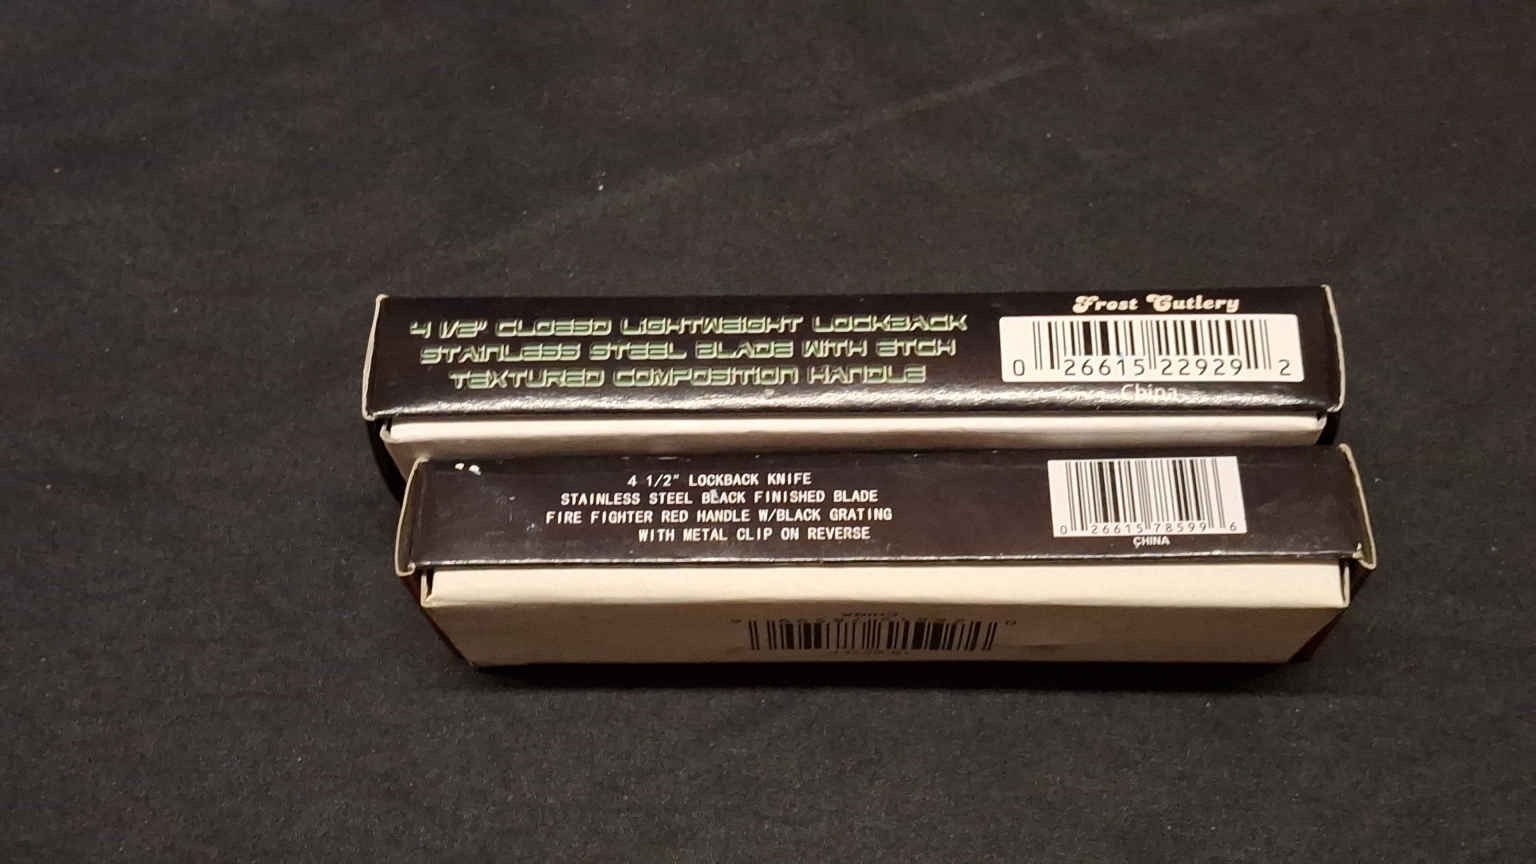 4 1/2" CLOESD LIGHTWEIGHT LOCKBACK
STAINLESS STEEL BLADE WITH ETCH
TEXTURED COMPOSITION HANDLE
Frost Cutlery
0 26615 22929 2
China
4 1/2" LOCKBACK KNIFE
STAINLESS STEEL BLACK FINISHED BLADE
FIRE FIGHTER RED HANDLE W/BLACK GRATING
WITH METAL CLIP ON REVERSE
0 26615 78599 6
CHINA